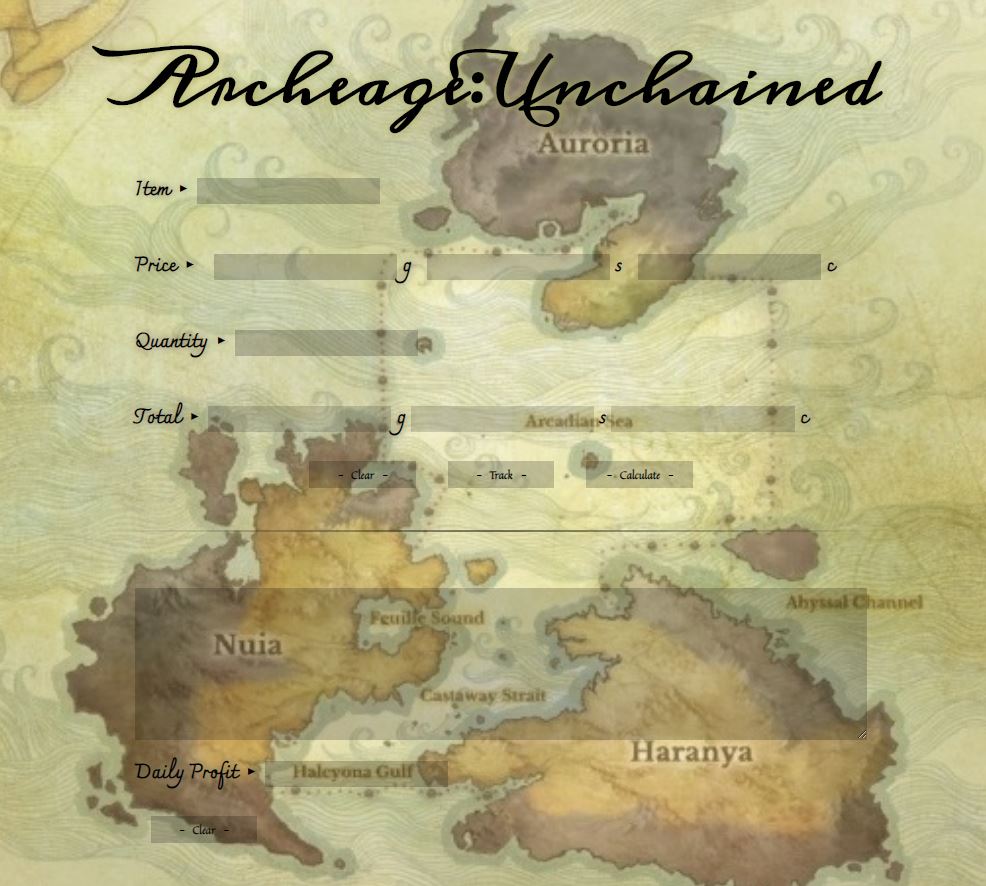 Archeage:Unchained
Auroria
Item ▸
Price ▸ g s c
Quantity ▸
Total ▸ g s c
Arcadian Sea
- Clear - - Track - - Calculate -
Abyssal Channel
Feuille Sound
Nuia
Castaway Strait
Haranya
Daily Profit ▸
Halcyona Gulf
- Clear -